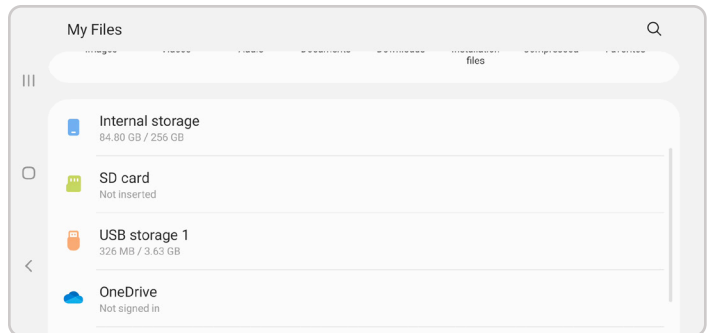 My Files
files
Internal storage
84.80 GB / 256 GB
SD card
Not inserted
USB storage 1
326 MB / 3.63 GB
OneDrive
Not signed in